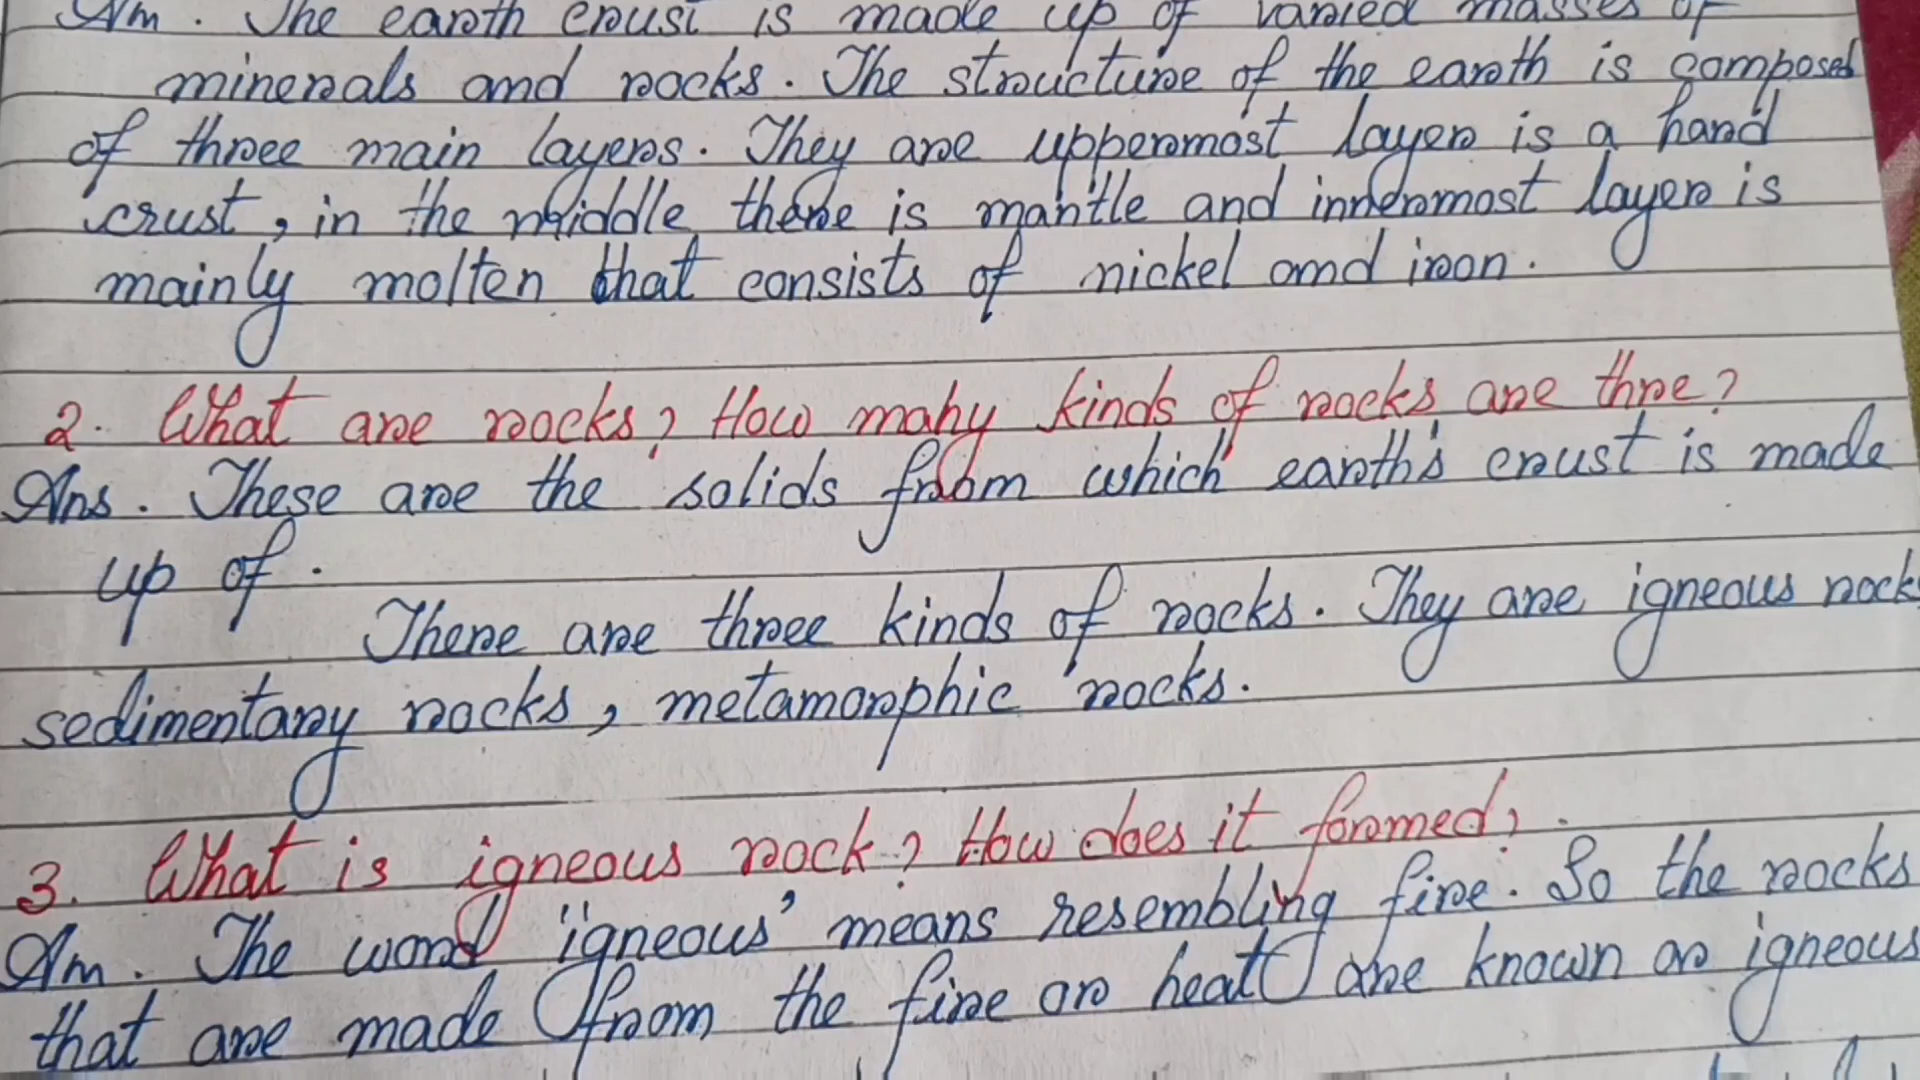 Ans. The earth crust is made up of varied masses of
minerals and rocks. The structure of the earth is composed
of three main layers. They are uppermost layer is a hard
crust, in the middle there is mantle and innermost layer is
mainly molten that consists of nickel and iron.
2. What are rocks? How many kinds of rocks are thre?
Ans. These are the solids from which earth's crust is made
up of.
There are three kinds of rocks. They are igneous rocks
sedimentary rocks, metamorphic rocks.
3. What is igneous rock? How does it formed?
Ans. The word "igneous' means resembling fire. So the rocks
that are made from the fire or heat are known as igneous